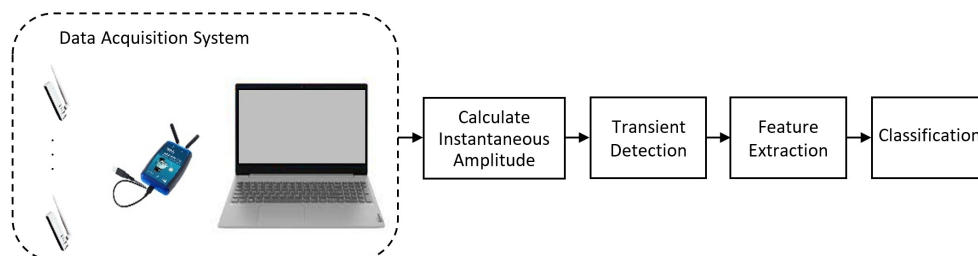 Data Acquisition System
Calculate
Instantaneous
Amplitude
Transient
Detection
Feature
Extraction
Classification